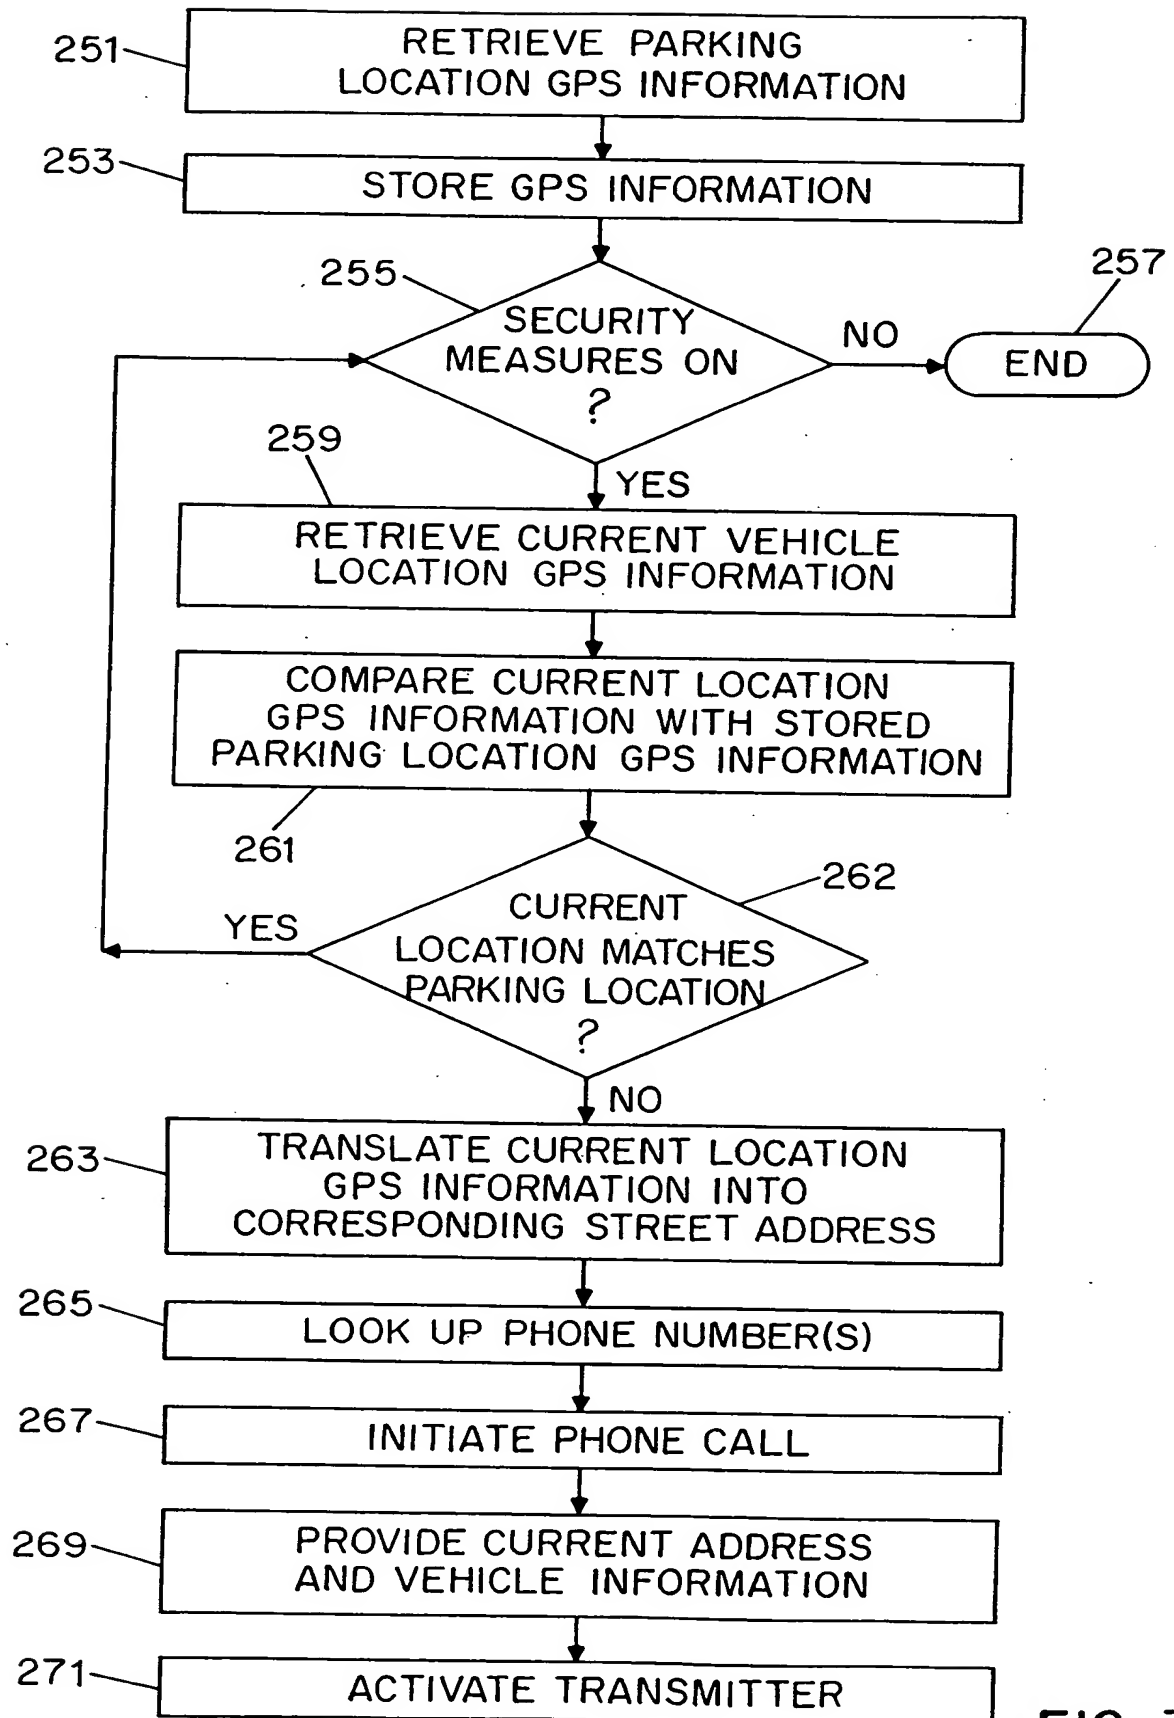 251
RETRIEVE PARKING
LOCATION GPS INFORMATION
253
STORE GPS INFORMATION
255
257
SECURITY
MEASURES ON
?
NO
END
YES
259
RETRIEVE CURRENT VEHICLE
LOCATION GPS INFORMATION
COMPARE CURRENT LOCATION
GPS INFORMATION WITH STORED
PARKING LOCATION GPS INFORMATION
261
262
CURRENT
LOCATION MATCHES
PARKING LOCATION
?
YES
NO
263
TRANSLATE CURRENT LOCATION
GPS INFORMATION INTO
CORRESPONDING STREET ADDRESS
265
LOOK UP PHONE NUMBER(S)
267
INITIATE PHONE CALL
269
PROVIDE CURRENT ADDRESS
AND VEHICLE INFORMATION
271
ACTIVATE TRANSMITTER
FIG.